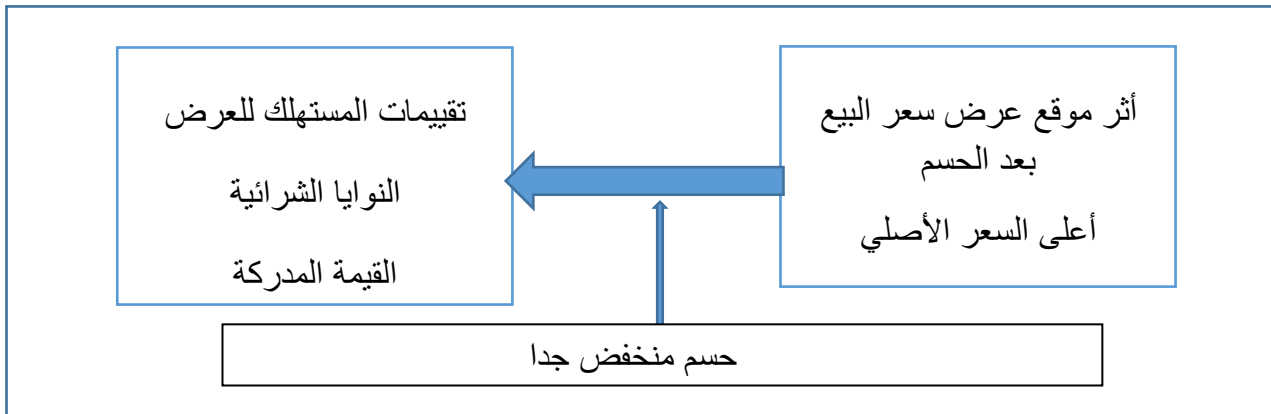 أثر موقع عرض سعر البيع
بعد الحسم
أعلى السعر الأصلي
تقييمات المستهلك للعرض
النوايا الشرائية
القيمة المدركة
حسم منخفض جدا